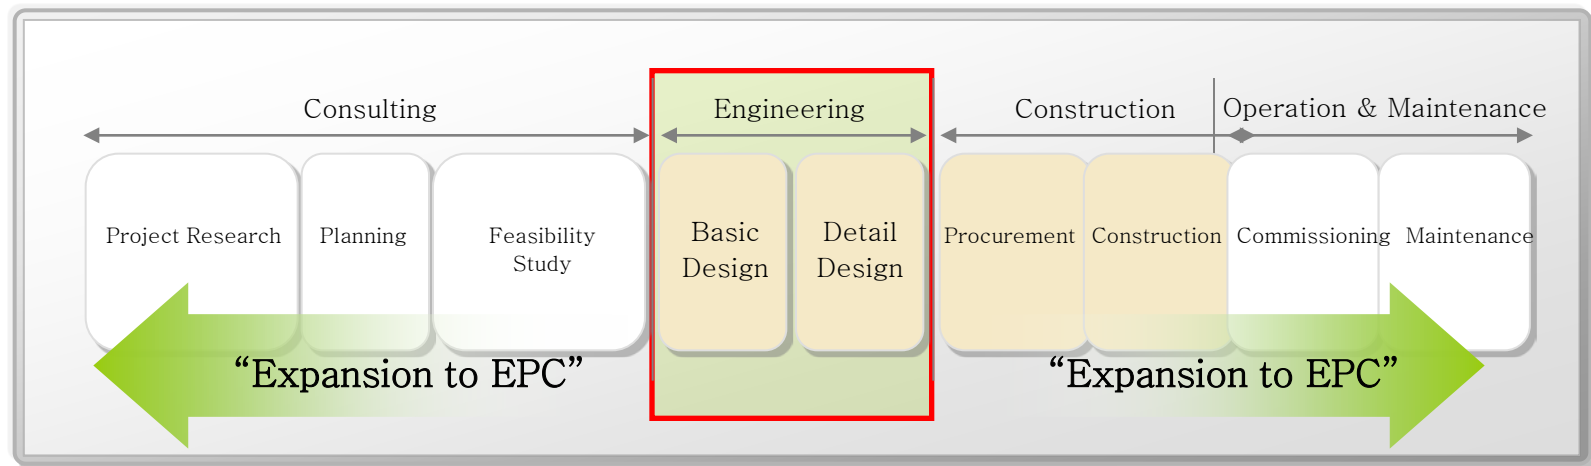 Consulting
Engineering
Construction
Operation & Maintenance
Project Research
Planning
Feasibility
Study
Basic
Design
Detail
Design
Procurement
Construction
Commissioning
Maintenance
“Expansion to EPC”
“Expansion to EPC”